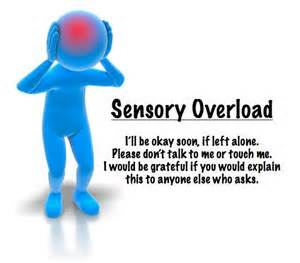 Sensory Overload
I'll be okay soon, if left alone.
Please don't talk to me or touch me.
I would be grateful if you would explain
this to anyone else who asks.